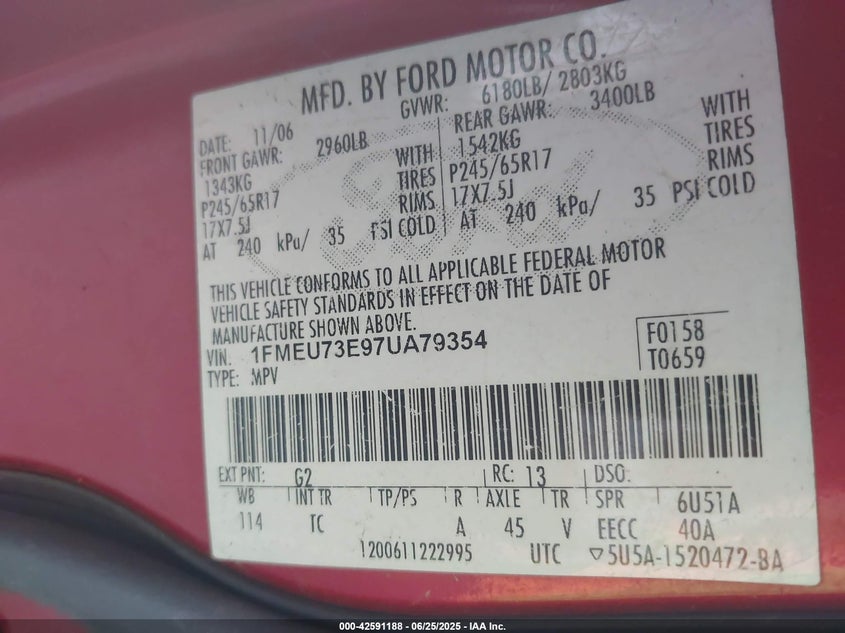 MFD. BY FORD MOTOR CO.
DATE: 11/06 GVWR: 6180LB/ 2803KG
FRONT GAWR: 2960LB REAR GAWR: 3400LB
1343KG WITH 1542KG WITH
P245/65R17 TIRES P245/65R17 TIRES
17X7.5J RIMS 17X7.5J RIMS
AT 240 kPa/ 35 PSI COLD AT 240 kPa/ 35 PSI COLD
THIS VEHICLE CONFORMS TO ALL APPLICABLE FEDERAL MOTOR
VEHICLE SAFETY STANDARDS IN EFFECT ON THE DATE OF
MANUFACTURE SHOWN ABOVE.
VIN: 1FMEU73E97UA79354 F0158
TYPE: MPV T0659
EXT PNT: G2 RC: 13 DSO:
WB INT TR TP/PS R AXLE TR SPR 6U51A
114 TC A 45 V EECC 40A
1200611222995 UTC ▽5U5A-1520472-BA
000-42591188 - 06/25/2025 - IAA Inc.